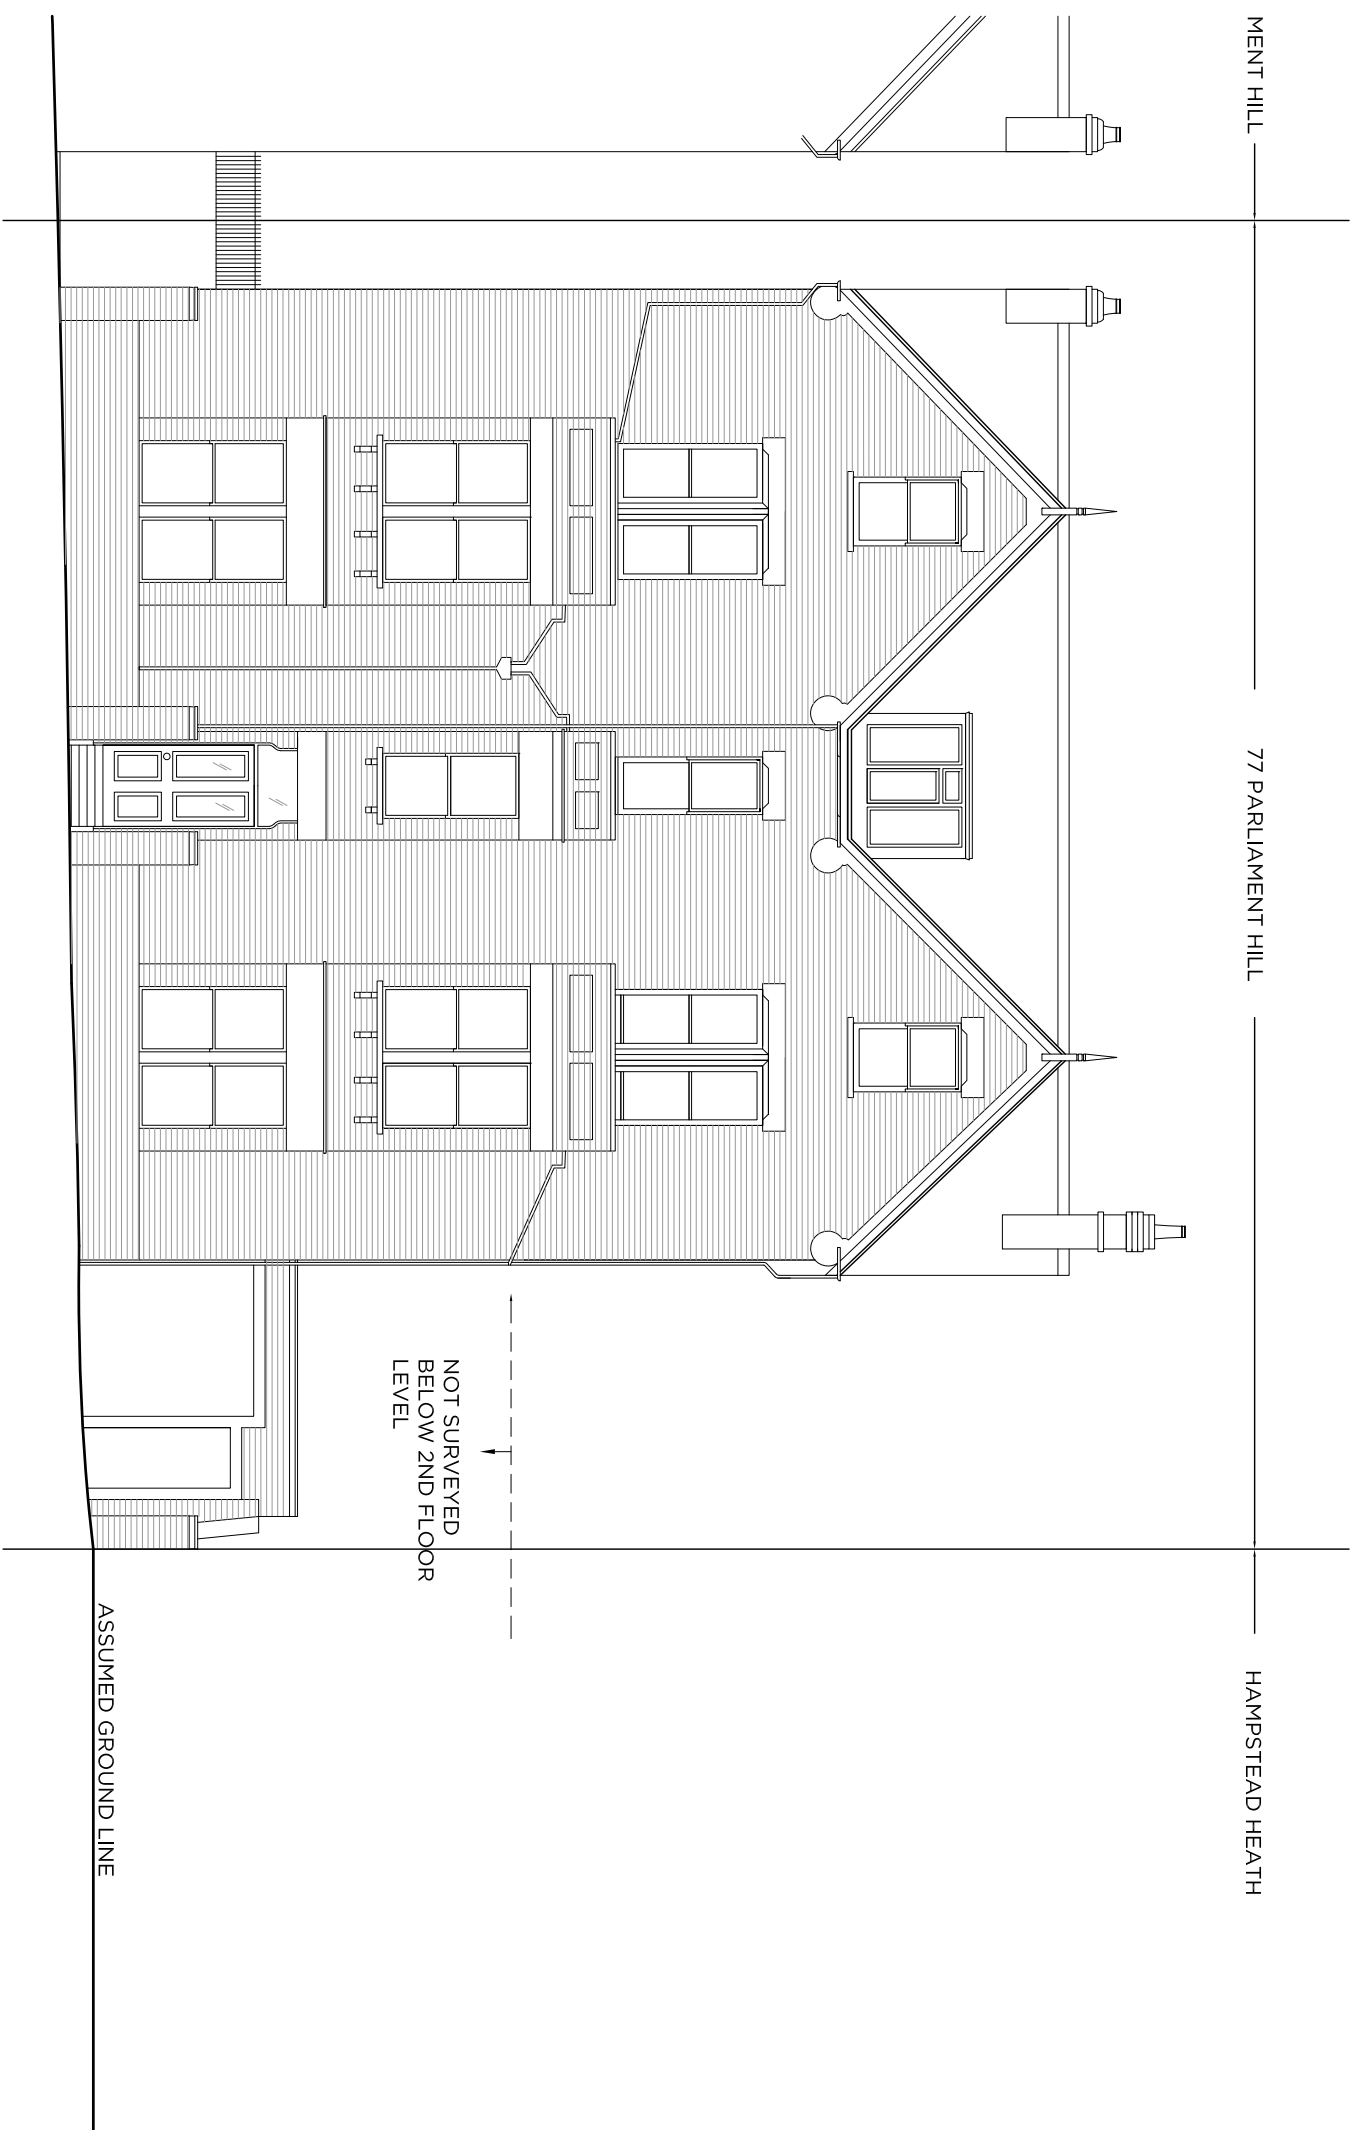 MENT HILL
77 PARLIAMENT HILL
HAMPSTEAD HEATH
NOT SURVEYED
BELOW 2ND FLOOR
LEVEL
ASSUMED GROUND LINE